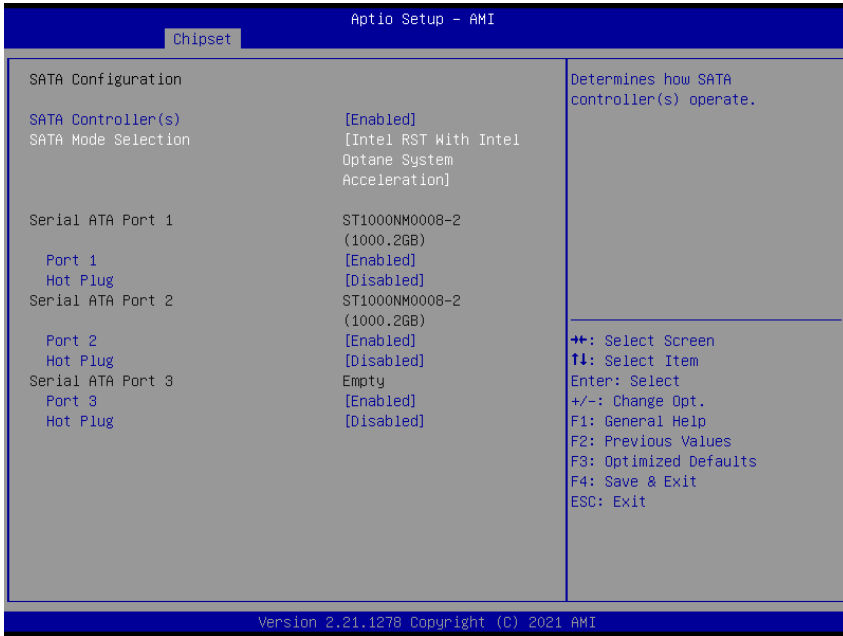 Aptio Setup - AMI
Chipset
SATA Configuration
SATA Controller(s) [Enabled]
SATA Mode Selection [Intel RST With Intel
Optane System
Acceleration]
Serial ATA Port 1 ST1000NM0008-2
(1000.2GB)
Port 1 [Enabled]
Hot Plug [Disabled]
Serial ATA Port 2 ST1000NM0008-2
(1000.2GB)
Port 2 [Enabled]
Hot Plug [Disabled]
Serial ATA Port 3 Empty
Port 3 [Enabled]
Hot Plug [Disabled]
Determines how SATA
controller(s) operate.
→←: Select Screen
↑↓: Select Item
Enter: Select
+/-: Change Opt.
F1: General Help
F2: Previous Values
F3: Optimized Defaults
F4: Save & Exit
ESC: Exit
Version 2.21.1278 Copyright (C) 2021 AMI